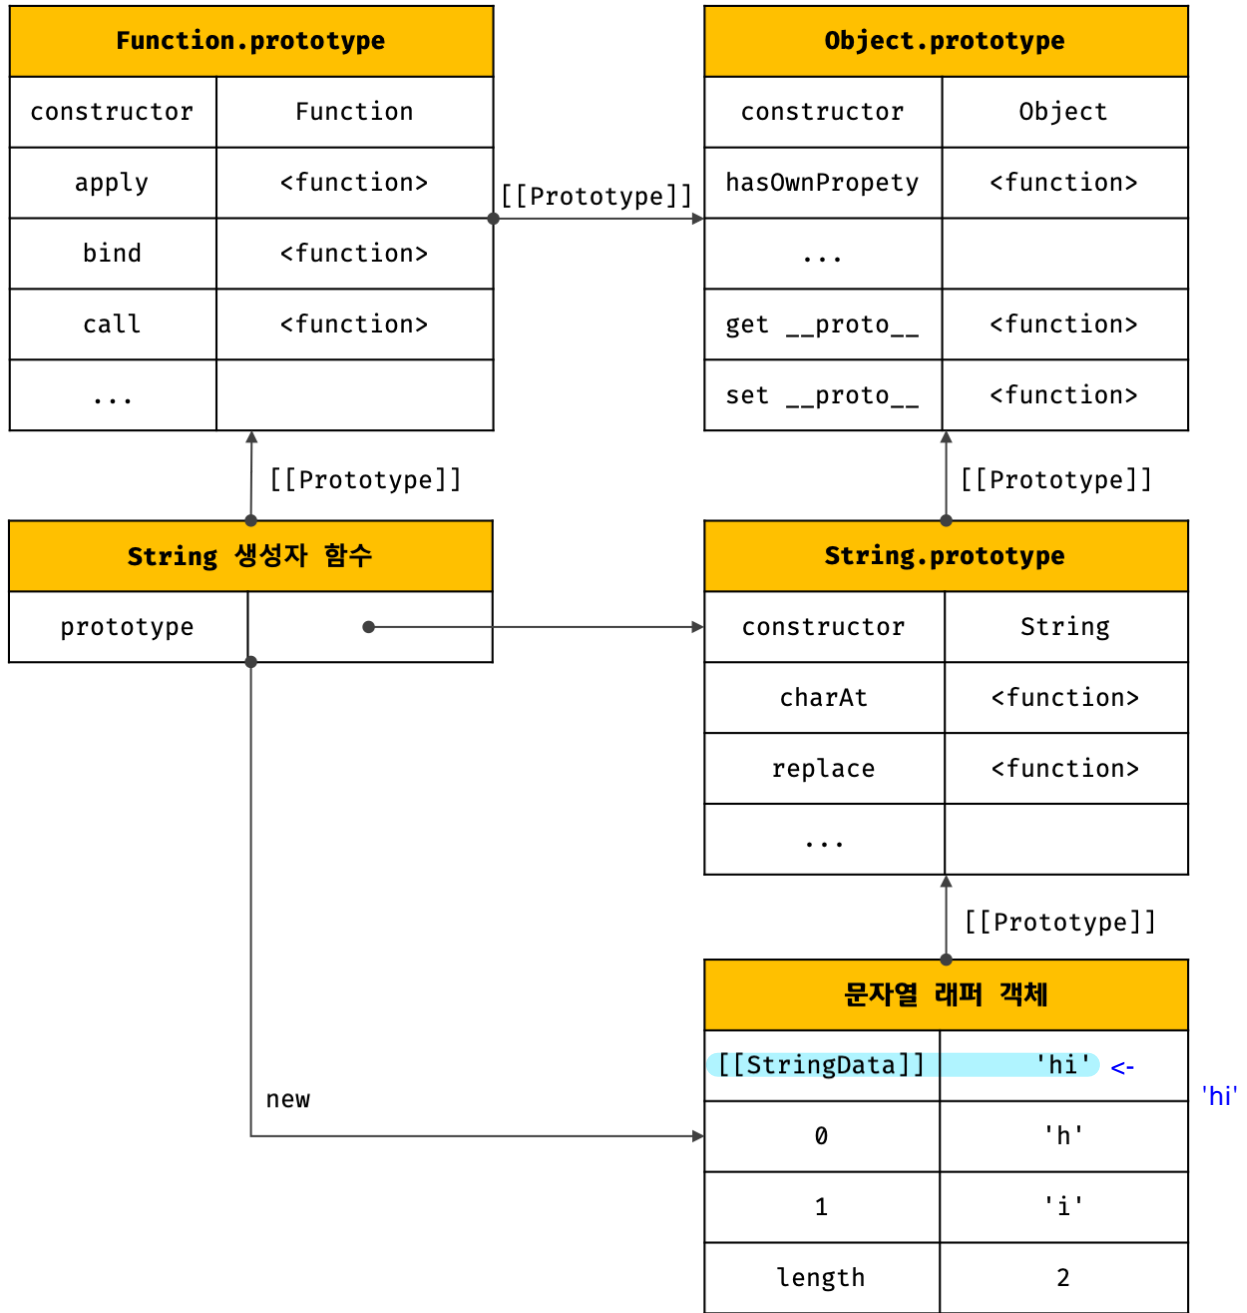 Function.prototype
constructor Function
apply <function>
bind <function>
call <function>
...
[[Prototype]]
Object.prototype
constructor Object
hasOwnPropety <function>
...
get __proto__ <function>
set __proto__ <function>
[[Prototype]]
[[Prototype]]
String 생성자 함수
prototype
String.prototype
constructor String
charAt <function>
replace <function>
...
[[Prototype]]
new
문자열 래퍼 객체
[[StringData]] 'hi' <-
'hi'
0 'h'
1 'i'
length 2